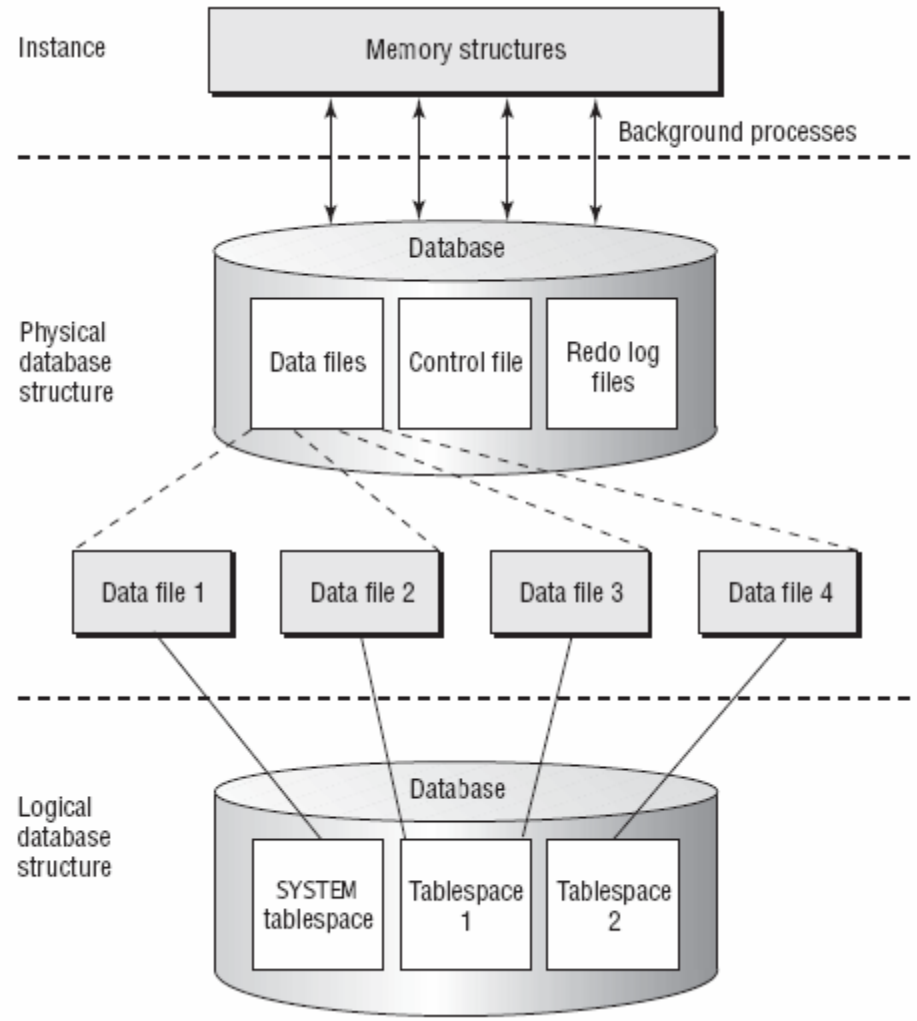 Instance
Memory structures
Background processes
Database
Physical
database
structure
Data files
Control file
Redo log
files
Data file 1
Data file 2
Data file 3
Data file 4
Logical
database
structure
Database
SYSTEM
tablespace
Tablespace
1
Tablespace
2